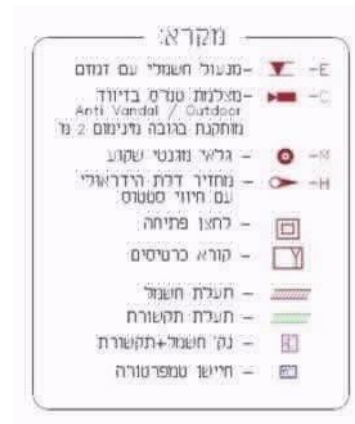 מקרא:
E- מנעול חשמלי עם זמזם
C- מצלמת טמס בזיווד
Anti Vandal / Outdoor
מותקנת בגובה מינימום 2 מ'
M- גלאי מגנטי שקוע
H- מחזיר דלת הידראולי
עם חיווי סטטוס
- לחצן פתיחה
- קורא כרטיסים
- תעלת חשמל
- תעלת תקשורת
- נק' חשמל+תקשורת
- חיישן טמפרטורה